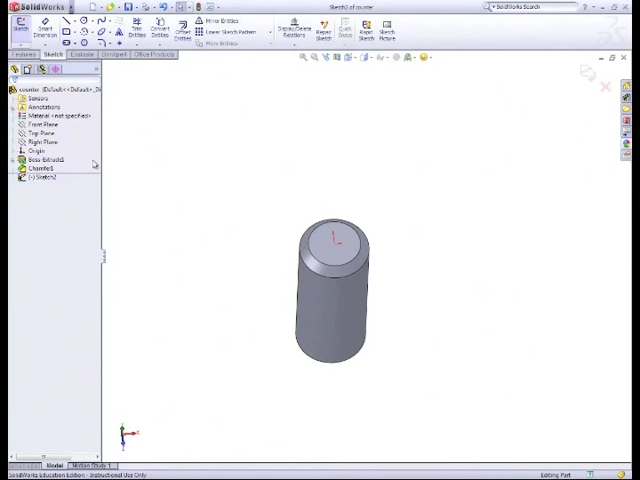 SolidWorks
Sketch2 of counter
SolidWorks Search
Sketch
Smart Dimension
Trim Entities
Convert Entities
Offset Entities
Mirror Entities
Linear Sketch Pattern
Move Entities
Display/Delete Relations
Repair Sketch
Quick Snaps
Rapid Sketch
Sketch Picture
Features
Sketch
Evaluate
DimXpert
Office Products
counter (Default<<Default>_Di
Sensors
Annotations
Material <not specified>
Front Plane
Top Plane
Right Plane
Origin
Boss-Extrude1
Chamfer1
(-) Sketch2
Model
Motion Study 1
SolidWorks Education Edition - Instructional Use Only
Editing Part